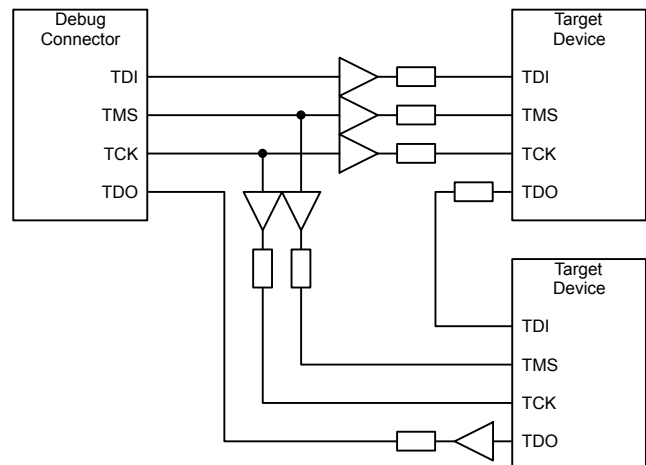 Debug
Connector
TDI
TMS
TCK
TDO
Target
Device
TDI
TMS
TCK
TDO
Target
Device
TDI
TMS
TCK
TDO